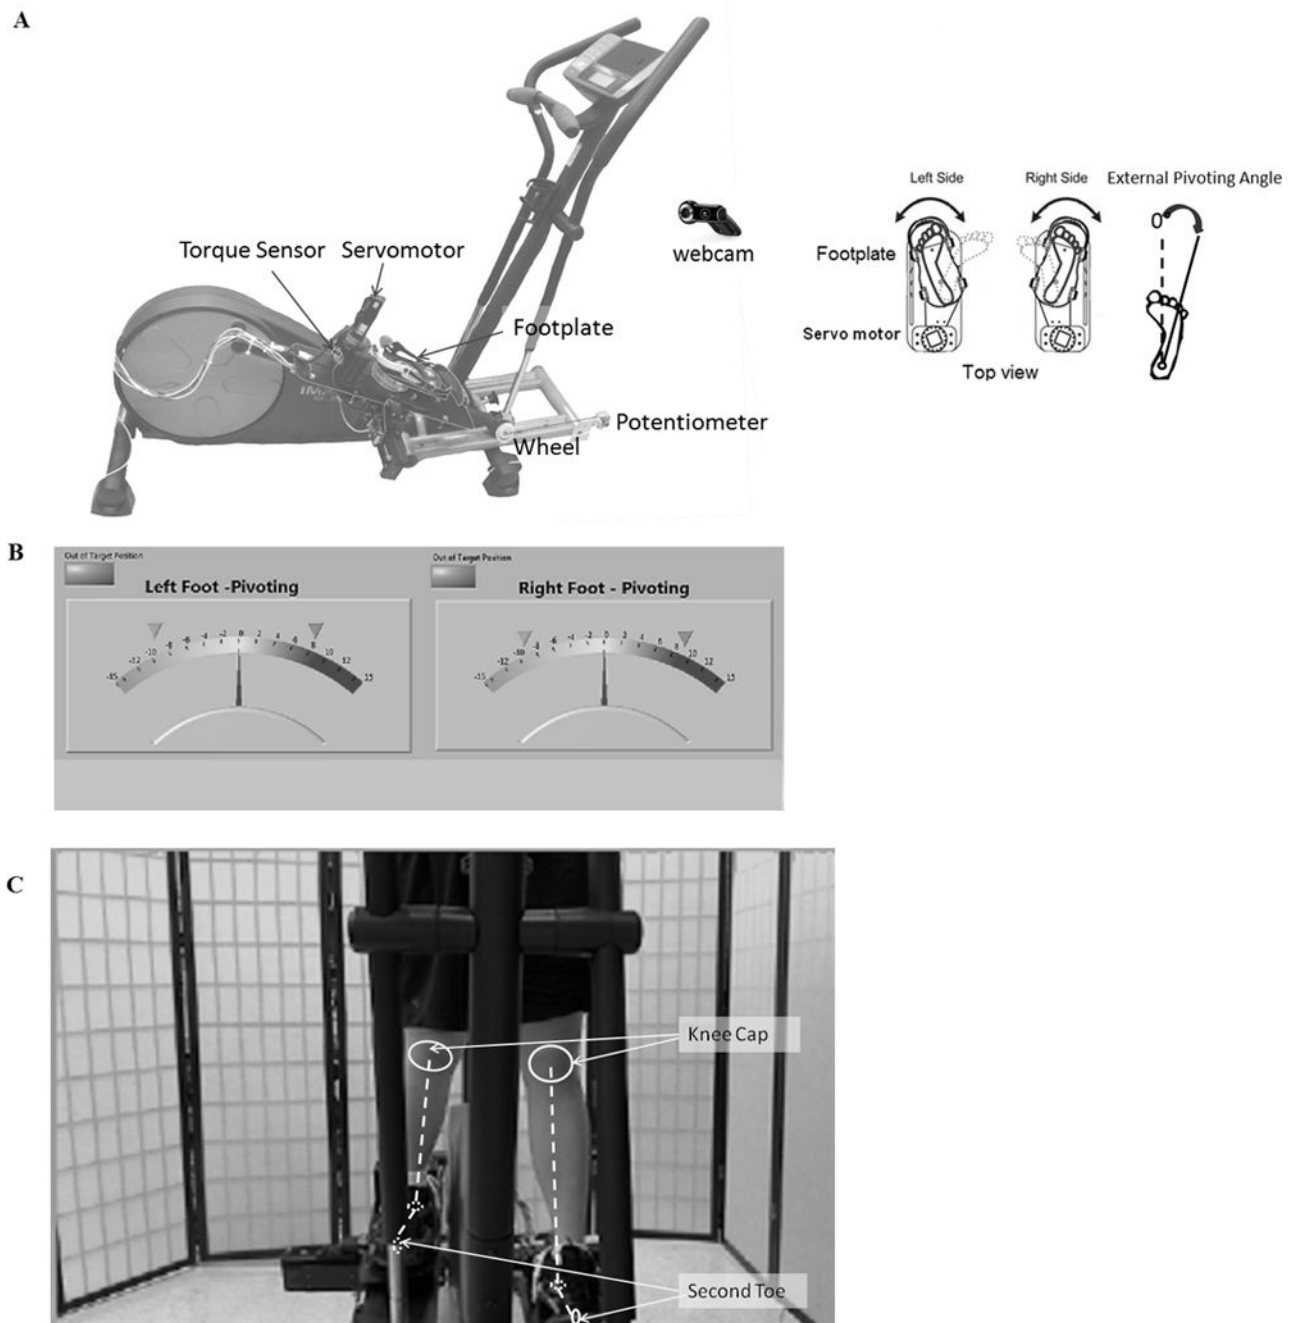 A
Left Side
Right Side
External Pivoting Angle
0
Torque Sensor
Servomotor
webcam
Footplate
Footplate
Servo motor
Top view
Potentiometer
Wheel
B
Out of Target Position
Out of Target Position
Left Foot -Pivoting
Right Foot - Pivoting
-15 -12 -10 -8 -6 -4 -2 0 2 4 6 8 10 12 15
-15 -12 -10 -8 -6 -4 -2 0 2 4 6 8 10 12 15
C
Knee Cap
Second Toe